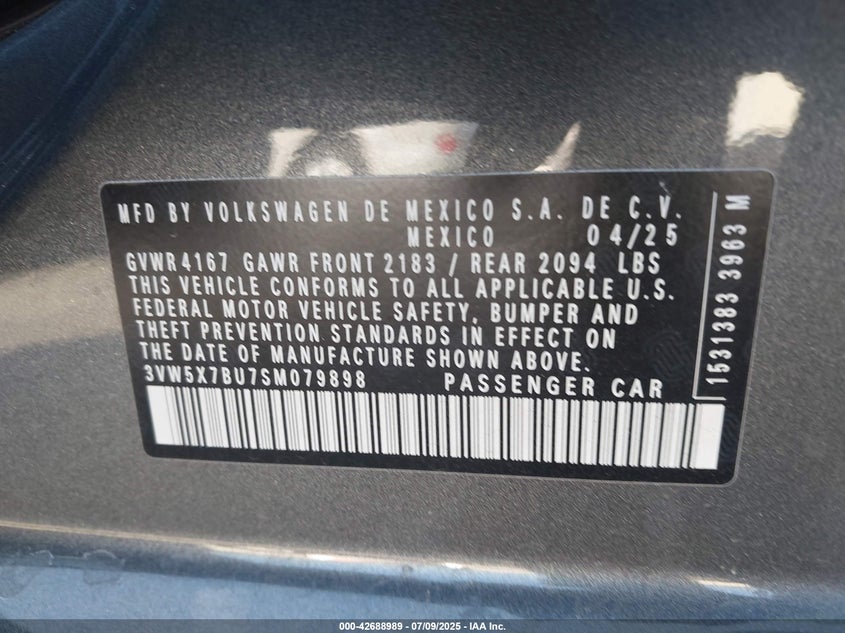 MFD BY VOLKSWAGEN DE MEXICO S.A. DE C.V.
MEXICO 04/25
GVWR 4167 GAWR FRONT 2183 / REAR 2094 LBS
THIS VEHICLE CONFORMS TO ALL APPLICABLE U.S.
FEDERAL MOTOR VEHICLE SAFETY, BUMPER AND
THEFT PREVENTION STANDARDS IN EFFECT ON
THE DATE OF MANUFACTURE SHOWN ABOVE.
3VW5X7BU7SM079898 PASSENGER CAR
1531383 3963 M
000-42688989 - 07/09/2025 - IAA Inc.